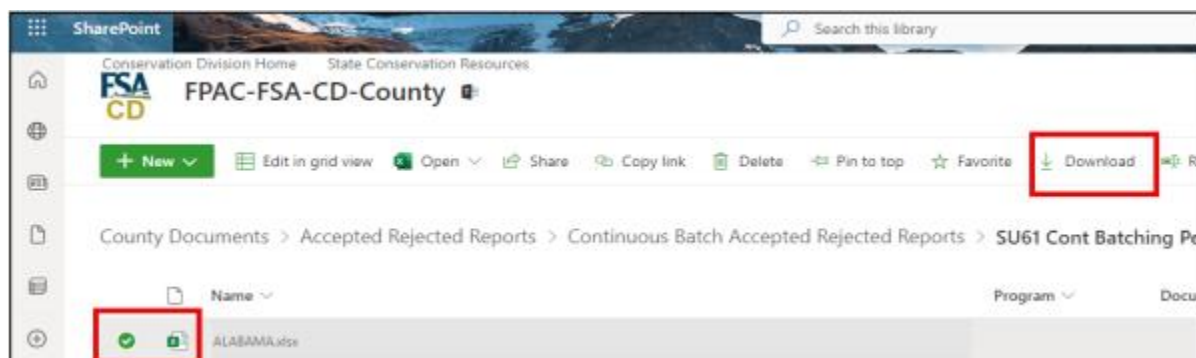 SharePoint Search this library
Conservation Division Home State Conservation Resources
FSA CD FPAC-FSA-CD-County
+ New Edit in grid view Open Share Copy link Delete Pin to top Favorite Download R
County Documents > Accepted Rejected Reports > Continuous Batch Accepted Rejected Reports > SU61 Cont Batching Pe
Name Program Docu
ALABAMA.xlsx